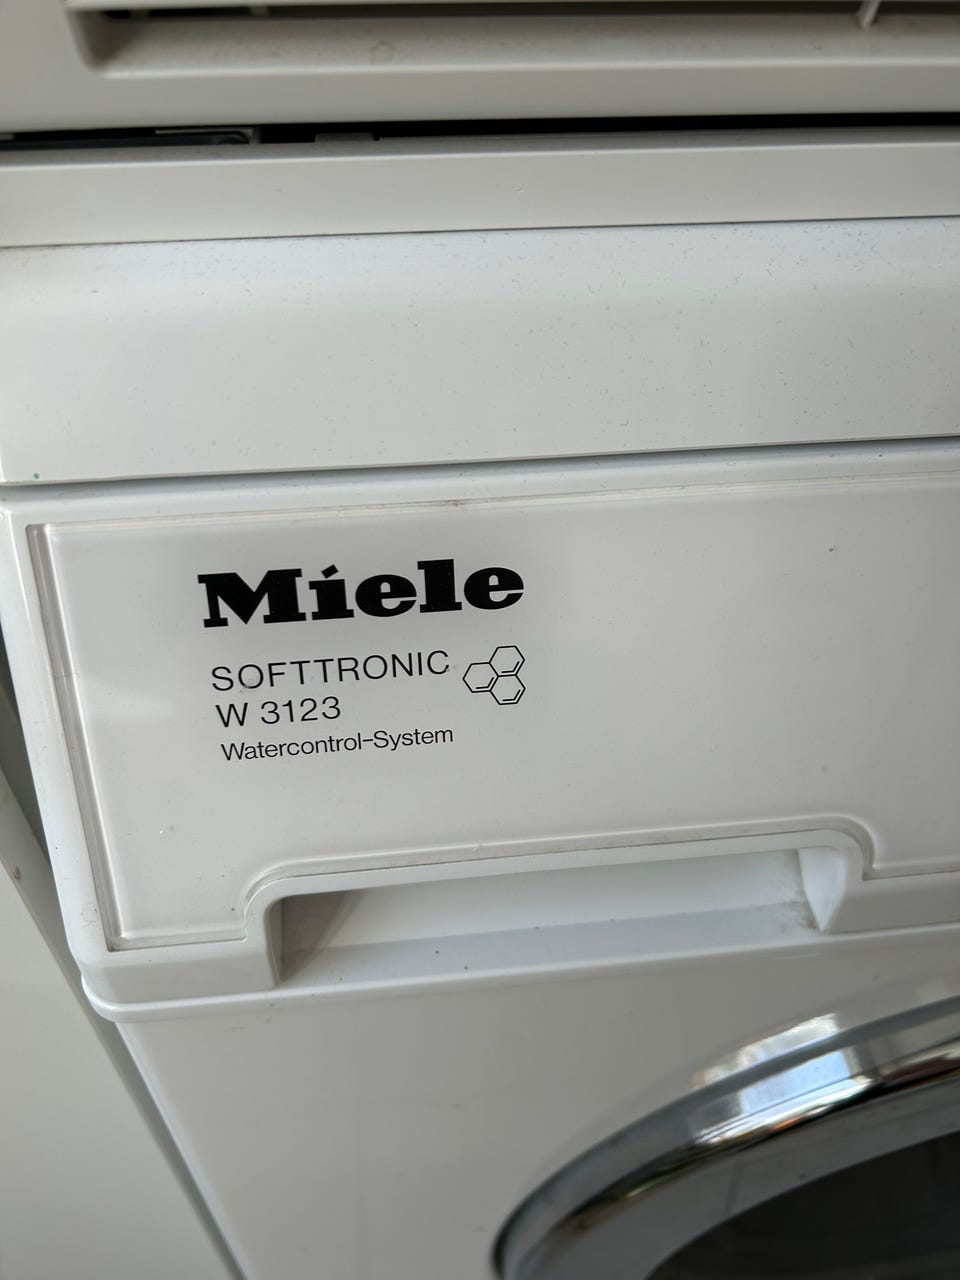 Miele
SOFTTRONIC
W 3123
Watercontrol-System